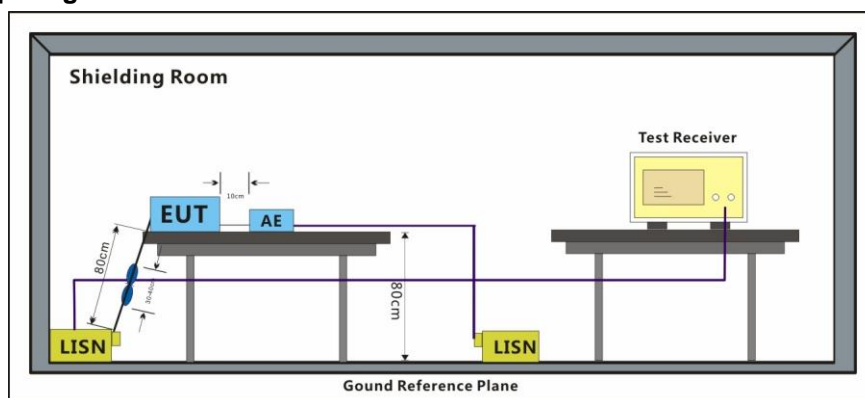 Shielding Room
Test Receiver
10cm
EUT
AE
80cm
30-40cm
80cm
LISN
LISN
Gound Reference Plane